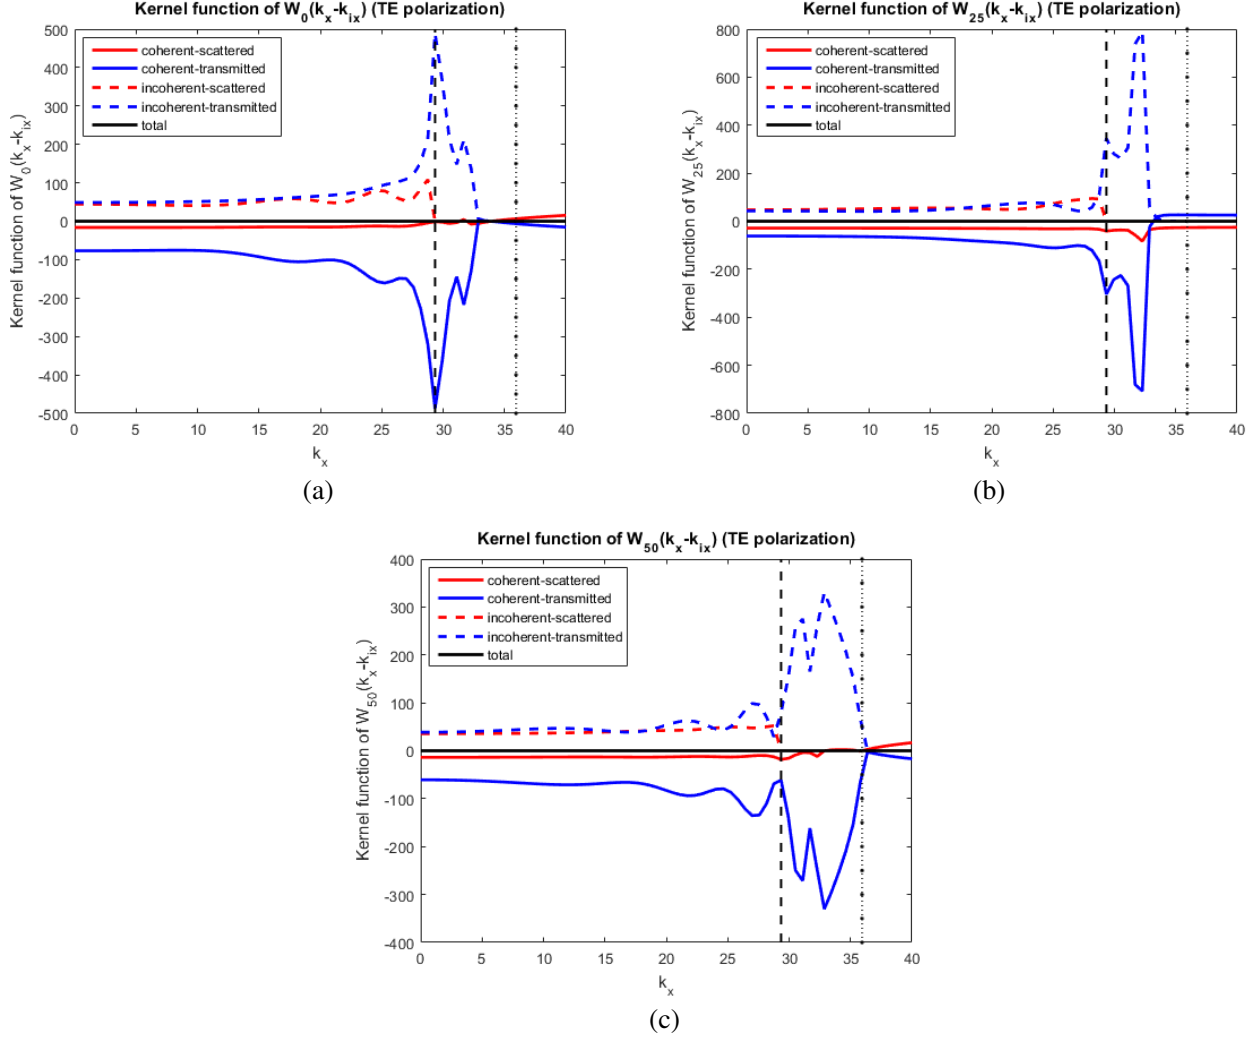 Kernel function of W0(kx-kix) (TE polarization)
500
400
300
200
100
0
-100
-200
-300
-400
-500
Kernel function of W0(kx-kix)
coherent-scattered
coherent-transmitted
incoherent-scattered
incoherent-transmitted
total
0 5 10 15 20 25 30 35 40
kx
(a)
Kernel function of W25(kx-kix) (TE polarization)
800
600
400
200
0
-200
-400
-600
-800
Kernel function of W25(kx-kix)
coherent-scattered
coherent-transmitted
incoherent-scattered
incoherent-transmitted
total
0 5 10 15 20 25 30 35 40
kx
(b)
Kernel function of W50(kx-kix) (TE polarization)
400
300
200
100
0
-100
-200
-300
-400
Kernel function of W50(kx-kix)
coherent-scattered
coherent-transmitted
incoherent-scattered
incoherent-transmitted
total
0 5 10 15 20 25 30 35 40
kx
(c)